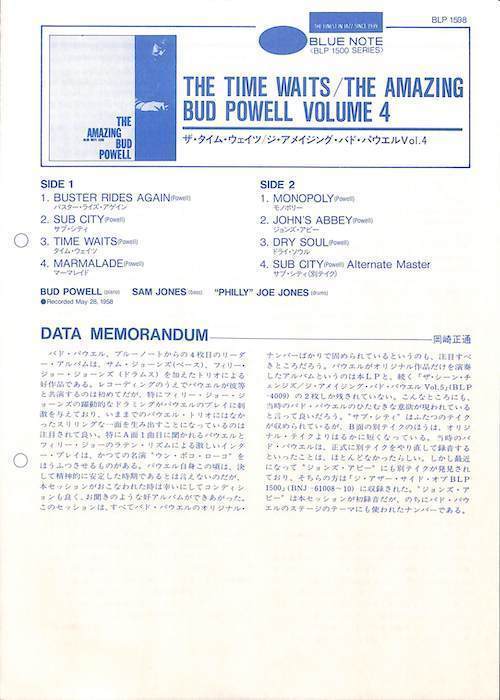 BLP 1598
THE FINEST IN JAZZ SINCE 1939
BLUE NOTE
(BLP 1500 SERIES)
THE TIME WAITS/THE AMAZING
BUD POWELL VOLUME 4
ザ・タイム・ウェイツ/ジ・アメイジング・バド・パウエルVol.4
THE
AMAZING
BUD
POWELL
SIDE 1
1. BUSTER RIDES AGAIN(Powell)
バスター・ライズ・アゲイン
2. SUB CITY(Powell)
サブ・シティ
3. TIME WAITS(Powell)
タイム・ウェイツ
4. MARMALADE(Powell)
マーマレイド
SIDE 2
1. MONOPOLY(Powell)
モノポリー
2. JOHN'S ABBEY(Powell)
ジョンズ・アビー
3. DRY SOUL(Powell)
ドライ・ソウル
4. SUB CITY(Powell) Alternate Master
サブ・シティ(別テイク)
BUD POWELL (piano) SAM JONES (bass) "PHILLY" JOE JONES (drums)
●Recorded May 28, 1958
DATA MEMORANDUM
岡崎正通
バド・パウエル、ブルーノートからの4枚目のリーダ
ー・アルバムは、サム・ジョーンズ(ベース)、フィリ
ー・ジョー・ジョーンズ(ドラムス)を加えたトリオによる
好作品である。レコーディングのうえでパウエルが彼等
と共演するのは初めてだが、特にフィリー・ジョー・ジ
ョーンズの躍動的なドラミングがパウエルのプレイに刺
激を与えており、いままでのパウエル・トリオにはなか
ったスリリングな一面を生み出すことになっているのは
注目されて良い。特にA面1曲目に聞かれるパウエルと
フィリー・ジョーのラテン・リズムによる激しいインタ
ー・プレイは、かつての名演"ウン・ポコ・ローコ"を
ほうふつさせるものがある。パウエル自身この頃は、決
して精神的に安定した時期であるとは言えないのだが、
本セッションがおこなわれた時は幸いにしてコンディシ
ョンも良く、お聞きのような好アルバムができあがった。
このセッションは、すべてバド・パウエルのオリジナル・
ナンバーばかりで固められているというのも、注目すべ
きところだろう。パウエルがオリジナル作品だけを演奏
したアルバムというのは本LPと、続く「ザ・シーン・チ
ェンジズ/ジ・アメイジング・バド・パウエル Vol.5」(BLP
-4009)の2枚しか残されていない。こんなところにも、
当時のバド・パウエルのひたむきな意欲が現われている
と言って良いだろう。"サブ・シティ"はふたつのテイク
が収められているが、B面の別テイクのほうは、オリジ
ナル・テイクよりはるかに短くなっている。当時のバ
ド・パウエルは、正式に別テイクをやり直して録音する
といったことは、ほとんどなかったらしい。しかし最近
になって"ジョンズ・アビー"にも別テイクが発見され
ており、そちらの方は「ジ・アザー・サイド・オブBLP
1500」(BNJ-61008~10)に収録された。"ジョンズ・ア
ビー"は本セッションが初録音だが、のちにバド・パウ
エルのステージのテーマにも使われたナンバーである。